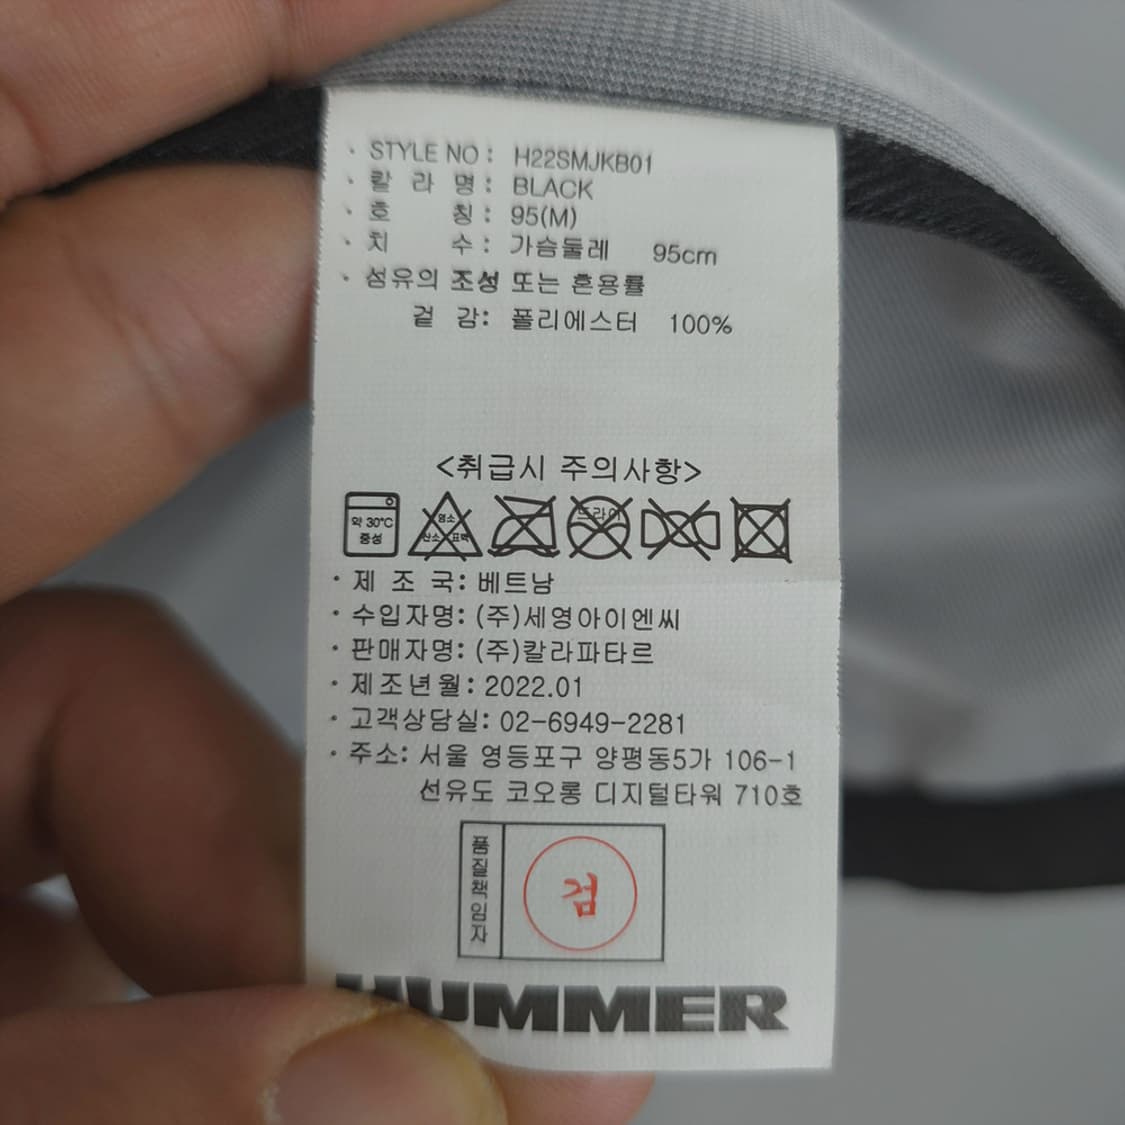 · STYLE NO : H22SMJKB01
· 칼 라 명 : BLACK
· 호 칭 : 95(M)
· 치 수 : 가슴둘레 95cm
· 섬유의 조성 또는 혼용률
겉 감: 폴리에스터 100%
<취급시 주의사항>
약 30℃
중성
염소
산소 표백
드라이
· 제 조 국: 베트남
· 수입자명: (주)세영아이엔씨
· 판매자명: (주)칼라파타르
· 제조년월: 2022.01
· 고객상담실: 02-6949-2281
· 주소: 서울 영등포구 양평동5가 106-1
선유도 코오롱 디지털타워 710호
품질책임자
검
HUMMER